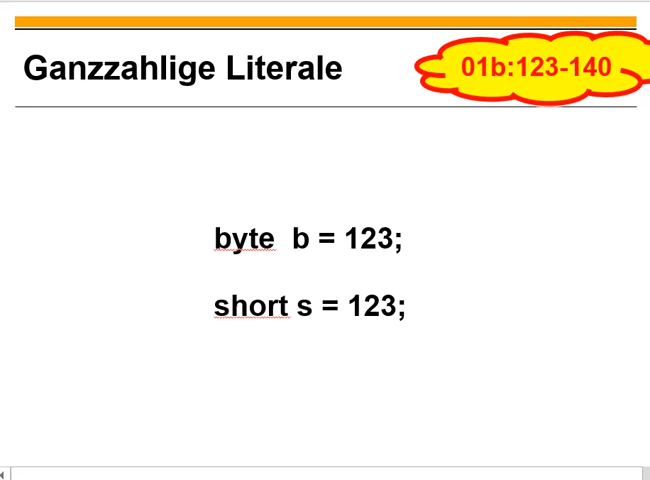 Ganzzahlige Literale
01b:123-140
byte  b = 123;
short s = 123;